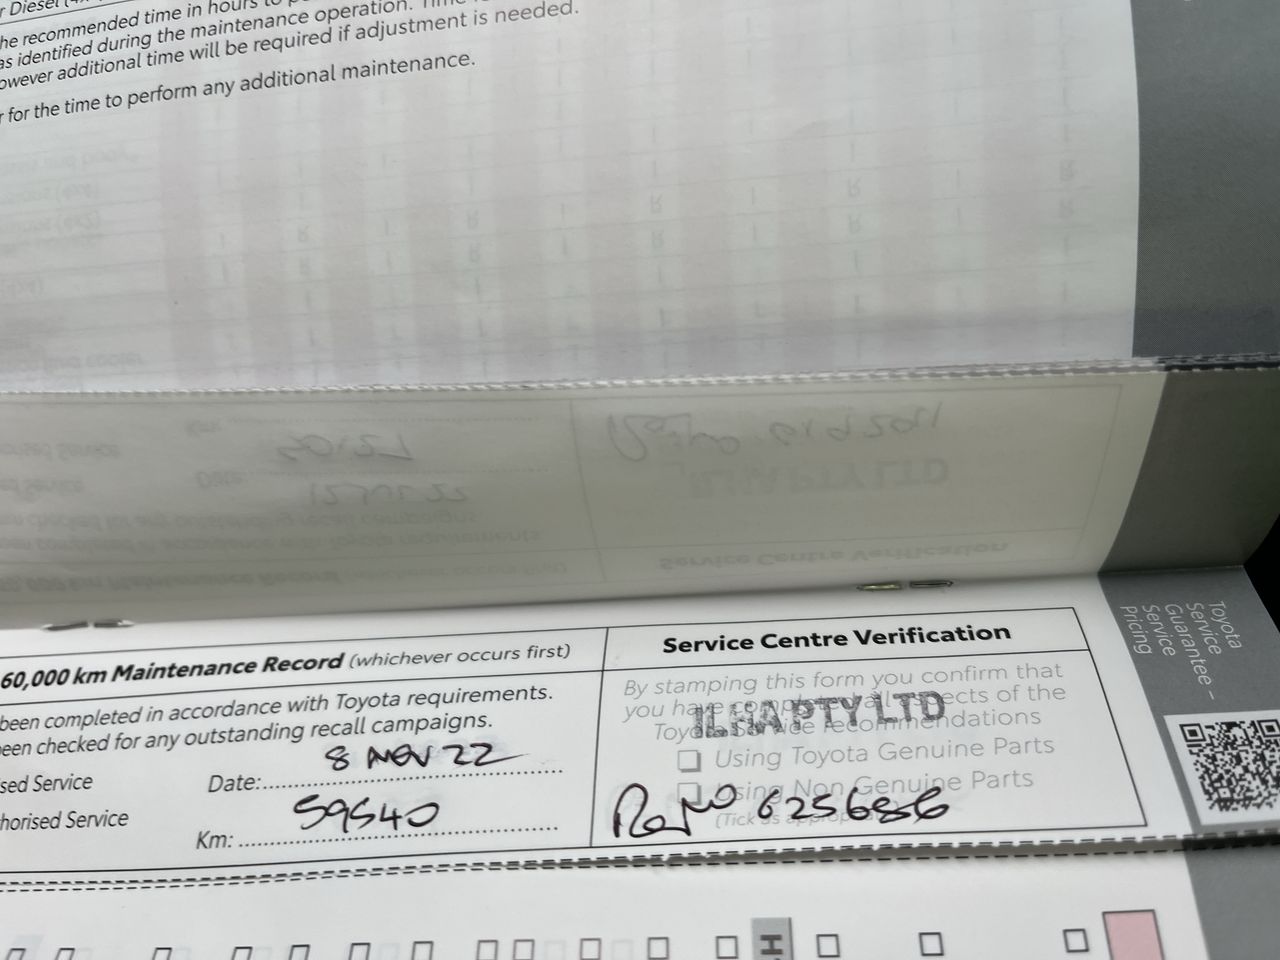 r Diesel
he recommended time in hours to
as identified during the maintenance operation.
owever additional time will be required if adjustment is needed.
r for the time to perform any additional maintenance.
60,000 km Maintenance Record (whichever occurs first)
been completed in accordance with Toyota requirements.
een checked for any outstanding recall campaigns.
sed Service
Date: 8 NOV 22
horised Service
Km: 59540
Service Centre Verification
By stamping this form you confirm that
you have all aspects of the
recommendations
ILHA PTY LTD
Using Toyota Genuine Parts
Using Non Genuine Parts
(Tick as appropriate)
625686
Toyota
Service
Guarantee –
Service
Pricing
H